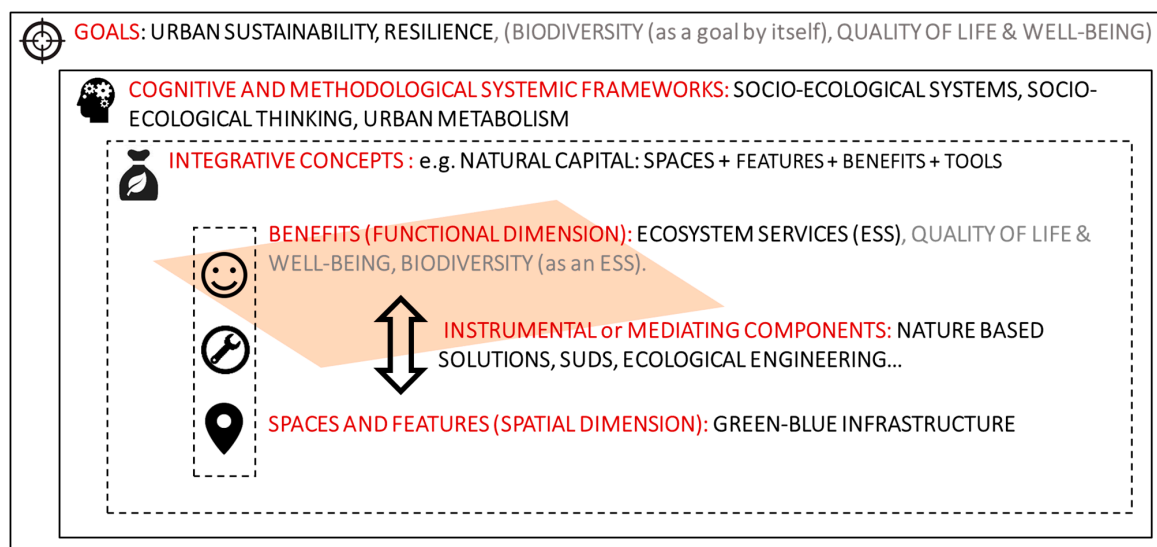 GOALS: URBAN SUSTAINABILITY, RESILIENCE, (BIODIVERSITY (as a goal by itself), QUALITY OF LIFE & WELL-BEING)
COGNITIVE AND METHODOLOGICAL SYSTEMIC FRAMEWORKS: SOCIO-ECOLOGICAL SYSTEMS, SOCIO-
ECOLOGICAL THINKING, URBAN METABOLISM
INTEGRATIVE CONCEPTS : e.g. NATURAL CAPITAL: SPACES + FEATURES + BENEFITS + TOOLS
BENEFITS (FUNCTIONAL DIMENSION): ECOSYSTEM SERVICES (ESS), QUALITY OF LIFE &
WELL-BEING, BIODIVERSITY (as an ESS).
INSTRUMENTAL or MEDIATING COMPONENTS: NATURE BASED
SOLUTIONS, SUDS, ECOLOGICAL ENGINEERING…
SPACES AND FEATURES (SPATIAL DIMENSION): GREEN-BLUE INFRASTRUCTURE